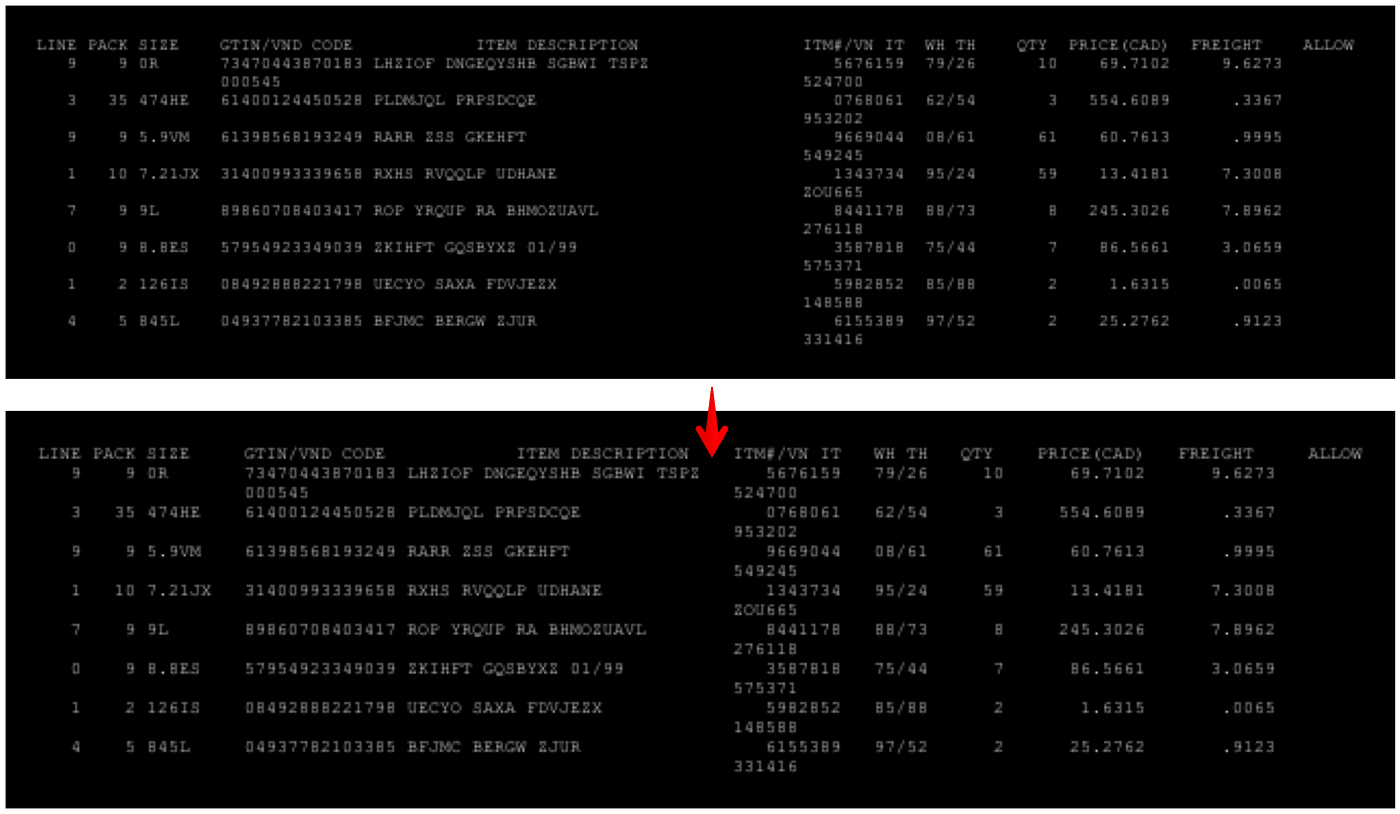 LINE PACK SIZE GTIN/VND CODE ITEM DESCRIPTION ITM#/VN IT WH TH QTY PRICE(CAD) FREIGHT ALLOW
9 9 0R 73470443870183 LHZIOF DNGEQYSHB SGBWI TSPZ 5676159 79/26 10 69.7102 9.6273
000545 524700
3 35 474HE 61400124450528 PLDMJQL PRPSDCQE 0768061 62/54 3 554.6089 .3367
953202
9 9 5.9VM 61398568193249 RARR ZSS GKEHFT 9669044 08/61 61 60.7613 .9995
549245
1 10 7.21JX 31400993339658 RXHS RVQQLP UDHANE 1343734 95/24 59 13.4181 7.3008
ZOU665
7 9 9L 89860708403417 ROP YRQUP RA BHMOZUAVL 8441178 88/73 8 245.3026 7.8962
276118
0 9 8.8ES 57954923349039 ZKIHFT GQSBYXZ 01/99 3587818 75/44 7 86.5661 3.0659
575371
1 2 126IS 08492888221798 UECYO SAXA FDVJEZX 5982852 85/88 2 1.6315 .0065
148588
4 5 845L 04937782103385 BFJMC BERGW ZJUR 6155389 97/52 2 25.2762 .9123
331416
LINE PACK SIZE GTIN/VND CODE ITEM DESCRIPTION ITM#/VN IT WH TH QTY PRICE(CAD) FREIGHT ALLOW
9 9 0R 73470443870183 LHZIOF DNGEQYSHB SGBWI TSPZ 5676159 79/26 10 69.7102 9.6273
000545 524700
3 35 474HE 61400124450528 PLDMJQL PRPSDCQE 0768061 62/54 3 554.6089 .3367
953202
9 9 5.9VM 61398568193249 RARR ZSS GKEHFT 9669044 08/61 61 60.7613 .9995
549245
1 10 7.21JX 31400993339658 RXHS RVQQLP UDHANE 1343734 95/24 59 13.4181 7.3008
ZOU665
7 9 9L 89860708403417 ROP YRQUP RA BHMOZUAVL 8441178 88/73 8 245.3026 7.8962
276118
0 9 8.8ES 57954923349039 ZKIHFT GQSBYXZ 01/99 3587818 75/44 7 86.5661 3.0659
575371
1 2 126IS 08492888221798 UECYO SAXA FDVJEZX 5982852 85/88 2 1.6315 .0065
148588
4 5 845L 04937782103385 BFJMC BERGW ZJUR 6155389 97/52 2 25.2762 .9123
331416